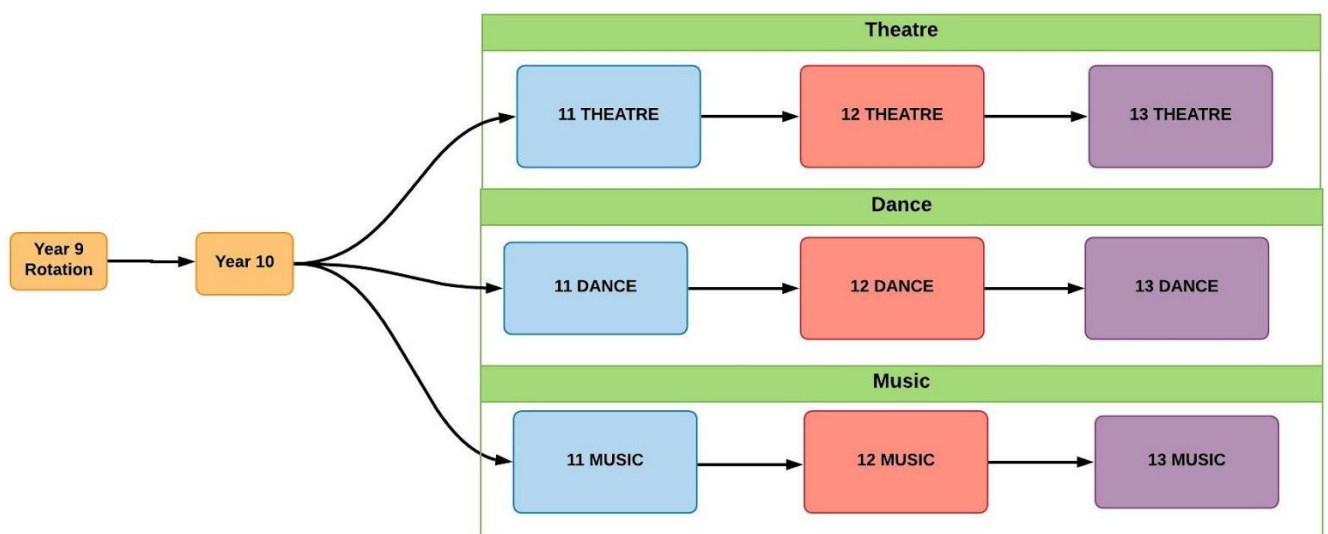 Theatre
11 THEATRE
12 THEATRE
13 THEATRE
Dance
Year 9
Rotation
Year 10
11 DANCE
12 DANCE
13 DANCE
Music
11 MUSIC
12 MUSIC
13 MUSIC